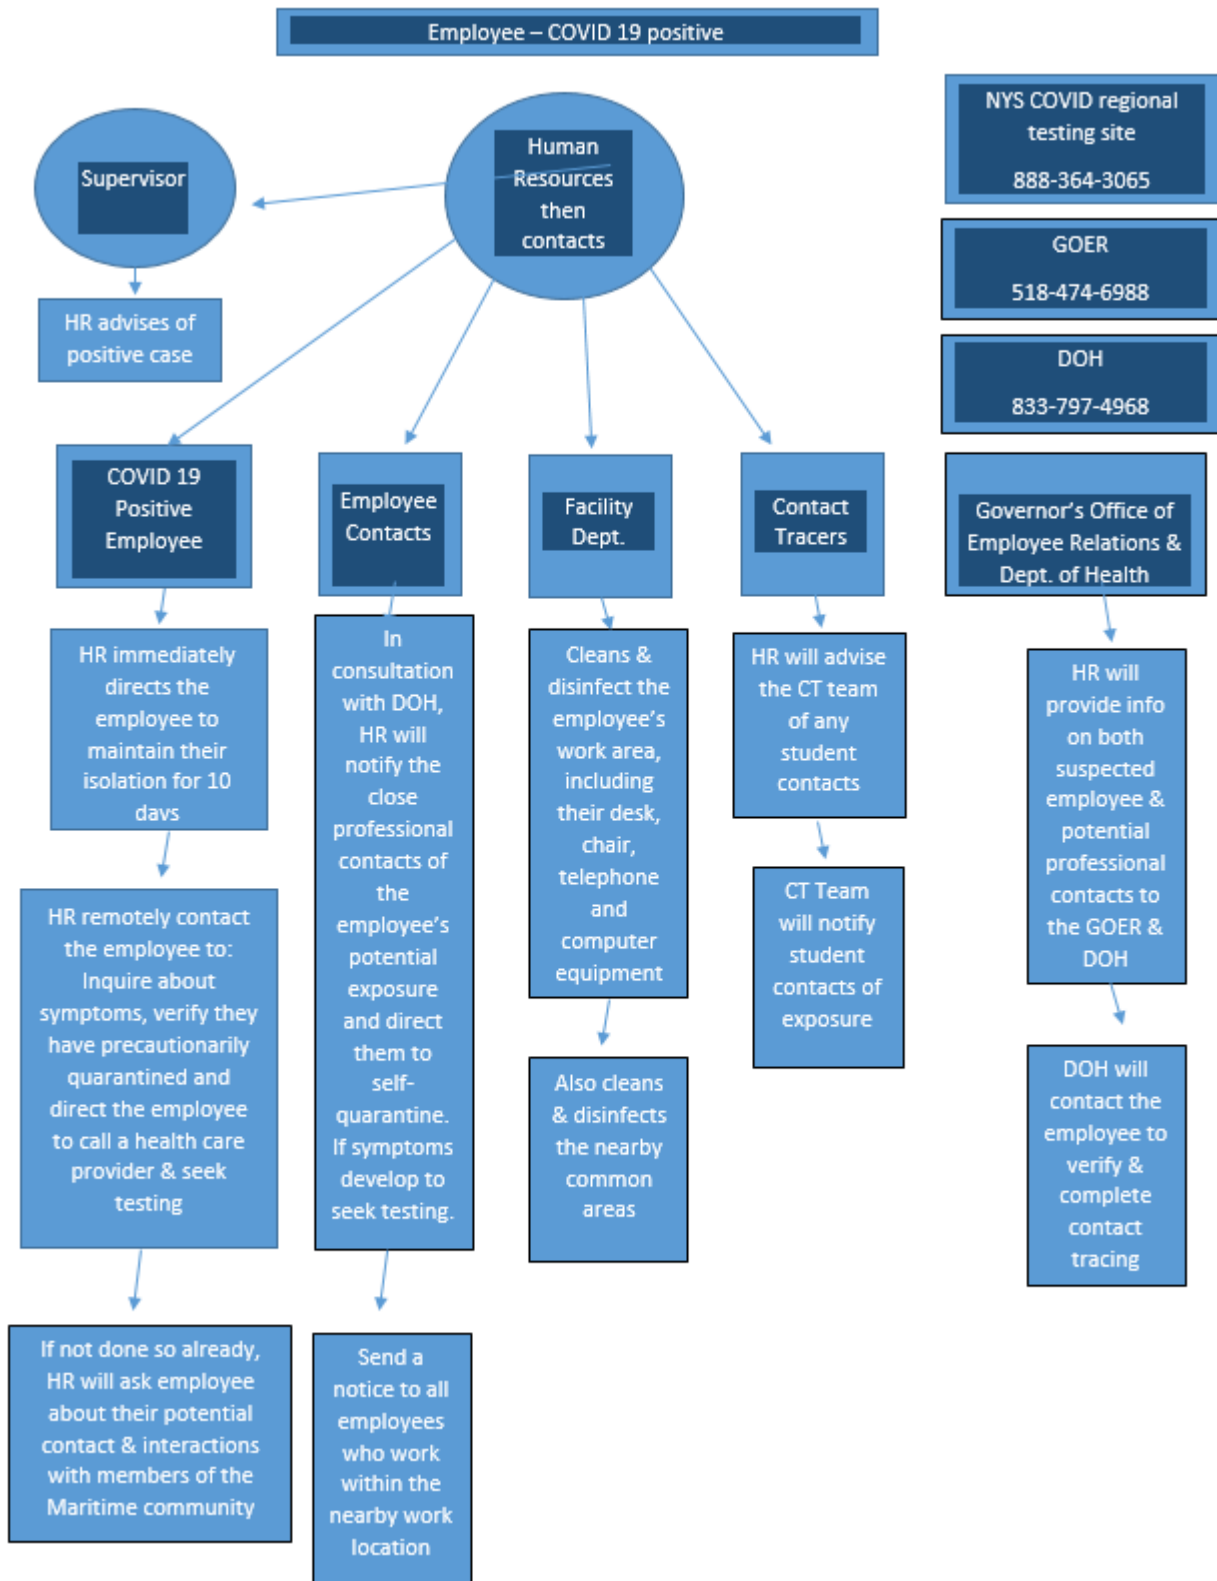 Employee – COVID 19 positive
Supervisor
HR advises of
positive case
Human
Resources
then
contacts
NYS COVID regional
testing site
888-364-3065
GOER
518-474-6988
DOH
833-797-4968
COVID 19
Positive
Employee
HR immediately
directs the
employee to
maintain their
isolation for 10
days
HR remotely contact
the employee to:
Inquire about
symptoms, verify they
have precautionarily
quarantined and
direct the employee
to call a health care
provider & seek
testing
If not done so already,
HR will ask employee
about their potential
contact & interactions
with members of the
Maritime community
Employee
Contacts
In
consultation
with DOH,
HR will
notify the
close
professional
contacts of
the
employee's
potential
exposure
and direct
them to
self-
quarantine.
If symptoms
develop to
seek testing.
Send a
notice to all
employees
who work
within the
nearby work
location
Facility
Dept.
Cleans &
disinfect the
employee's
work area,
including
their desk,
chair,
telephone
and
computer
equipment
Also cleans
& disinfects
the nearby
common
areas
Contact
Tracers
HR will advise
the CT team
of any
student
contacts
CT Team
will notify
student
contacts of
exposure
Governor's Office of
Employee Relations &
Dept. of Health
HR will
provide info
on both
suspected
employee &
potential
professional
contacts to
the GOER &
DOH
DOH will
contact the
employee to
verify &
complete
contact
tracing